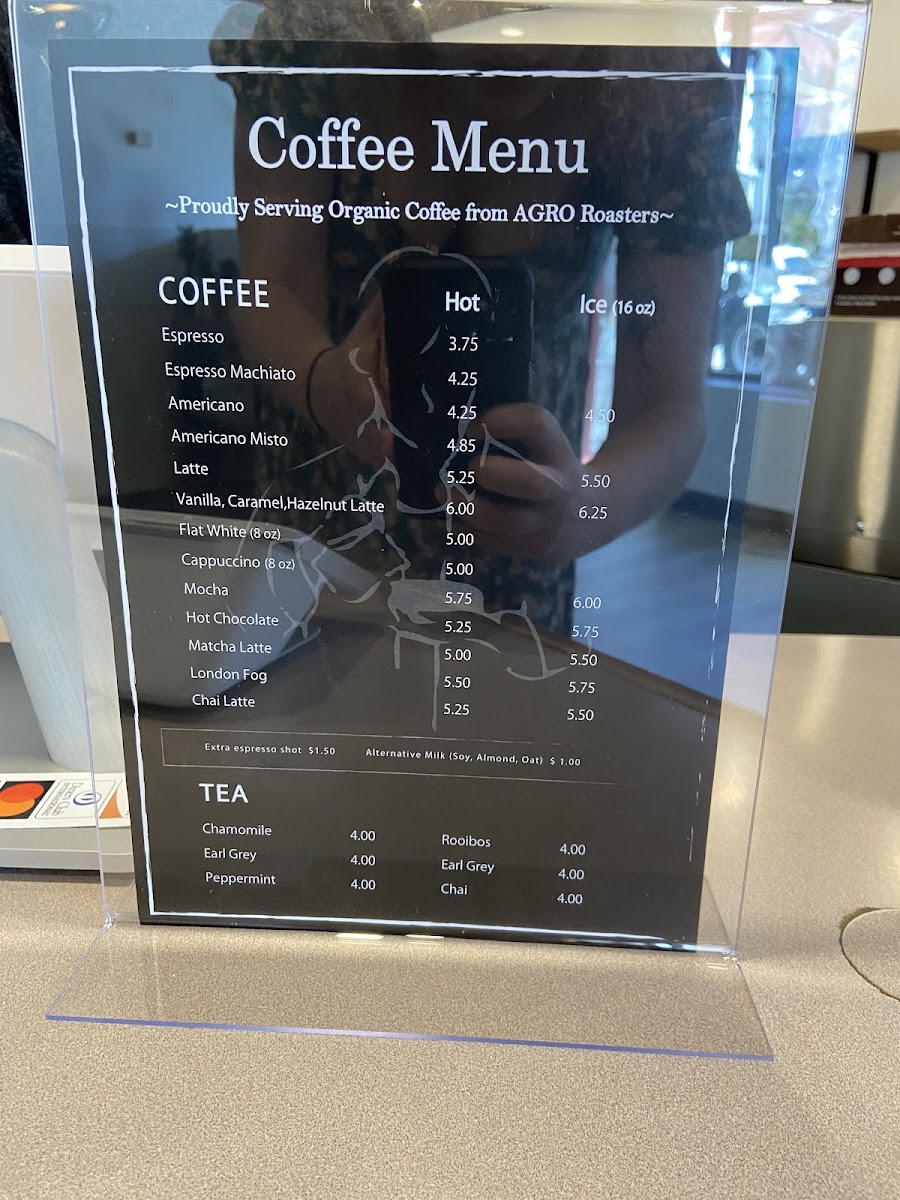 Coffee Menu
~Proudly Serving Organic Coffee from AGRO Roasters~
COFFEE Hot Ice (16 oz)
Espresso 3.75
Espresso Machiato 4.25
Americano 4.25 4.50
Americano Misto 4.85
Latte 5.25 5.50
Vanilla, Caramel,Hazelnut Latte 6.00 6.25
Flat White (8 oz) 5.00
Cappuccino (8 oz) 5.00
Mocha 5.75 6.00
Hot Chocolate 5.25 5.75
Matcha Latte 5.00 5.50
London Fog 5.50 5.75
Chai Latte 5.25 5.50
Extra espresso shot $1.50 Alternative Milk (Soy, Almond, Oat) $ 1.00
TEA
Chamomile 4.00 Rooibos 4.00
Earl Grey 4.00 Earl Grey 4.00
Peppermint 4.00 Chai 4.00
Diners Club